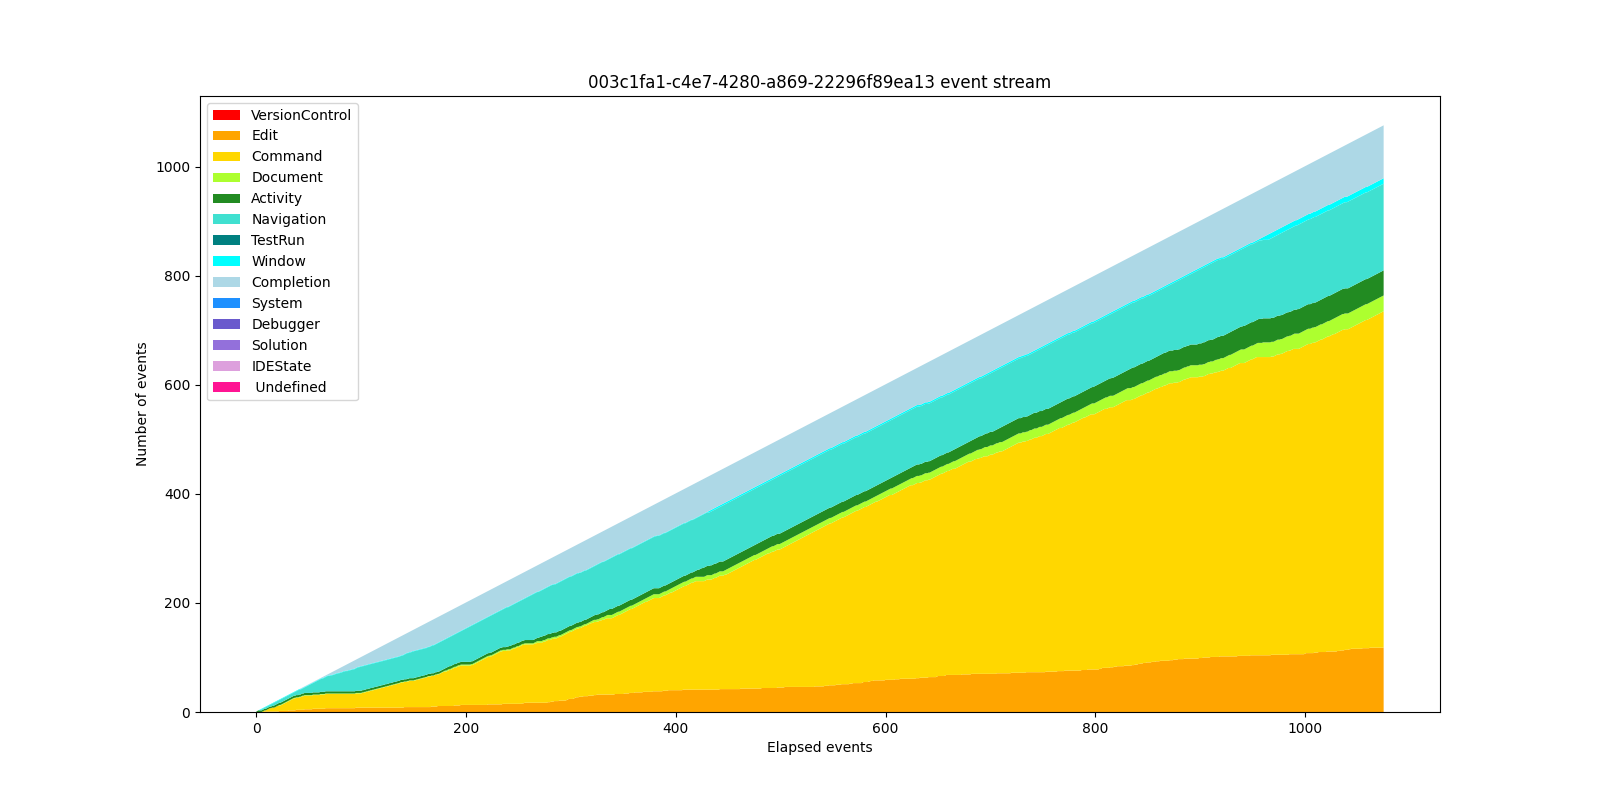 003c1fa1-c4e7-4280-a869-22296f89ea13 event stream
VersionControl
Edit
Command
Document
Activity
Navigation
TestRun
Window
Completion
System
Debugger
Solution
IDEState
Undefined
Number of events
1000
800
600
400
200
0
0 200 400 600 800 1000
Elapsed events